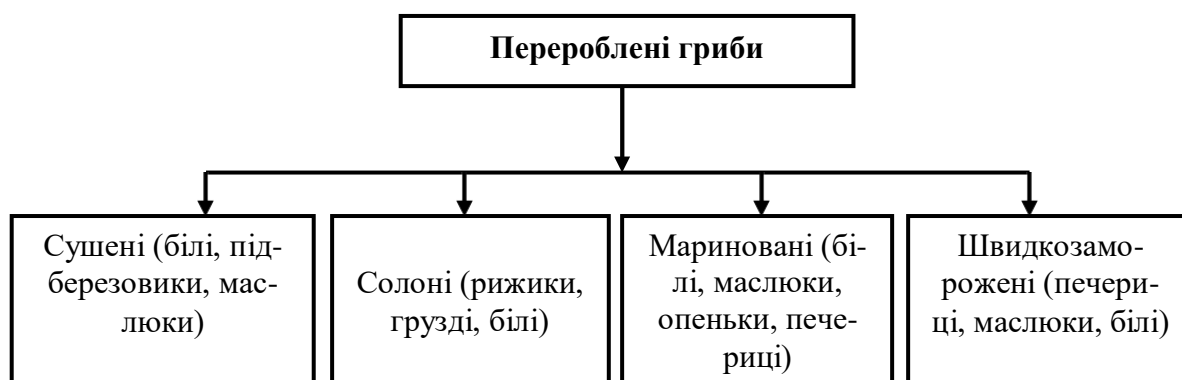 Перероблені гриби
Сушені (білі, під-
березовики, мас-
люки)
Солоні (рижики,
грузді, білі)
Мариновані (бі-
лі, маслюки,
опеньки, пече-
риці)
Швидкозамо-
рожені (печери-
ці, маслюки, білі)